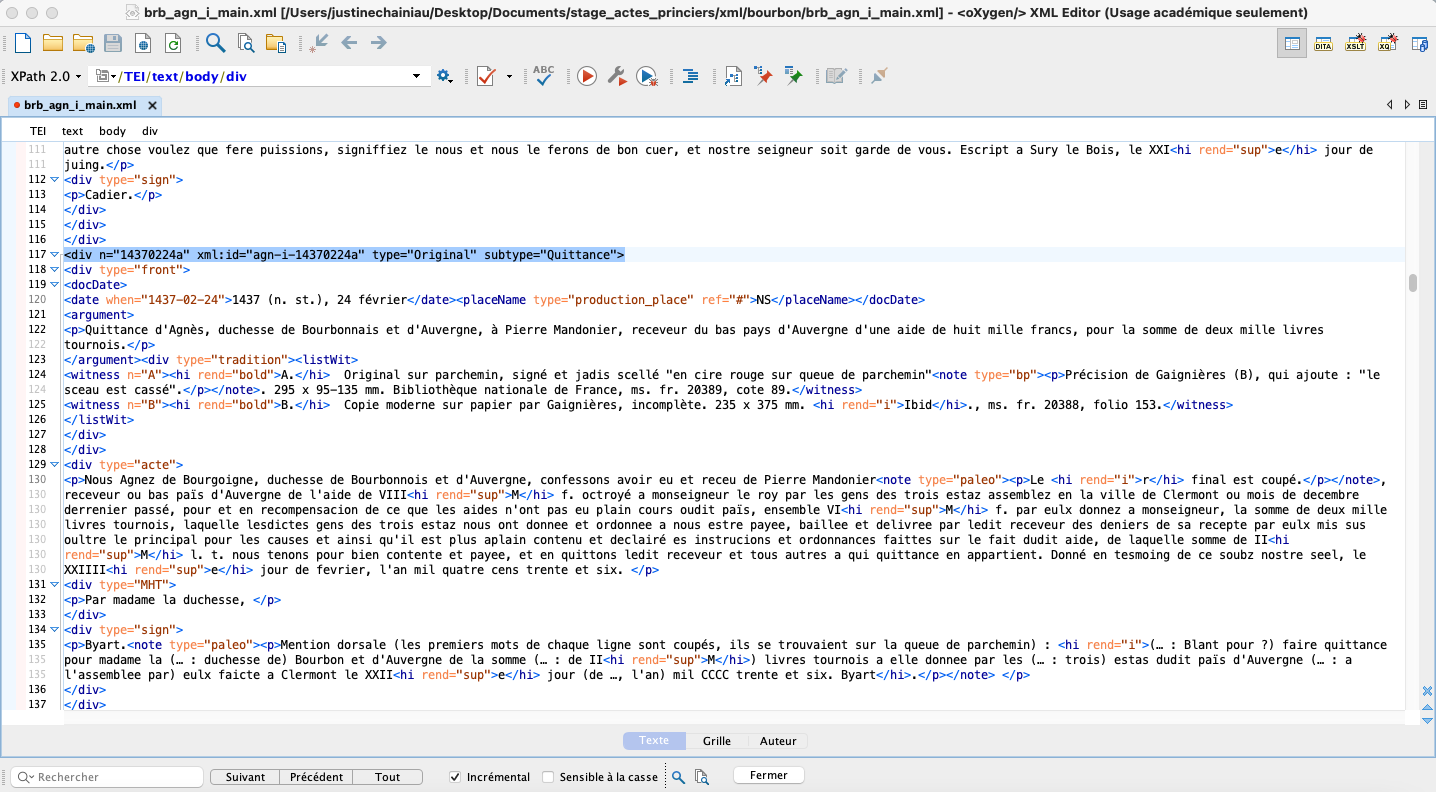 brb_agn_i_main.xml [/Users/justinechainiau/Desktop/Documents/stage_actes_princiers/xml/bourbon/brb_agn_i_main.xml] - <oXygen/> XML Editor (Usage académique seulement)
DITA XSLT XQ
XPath 2.0 /TEI/text/body/div ABC
brb_agn_i_main.xml
TEI text body div
111 autre chose voulez que fere puissions, signiffiez le nous et nous le ferons de bon cuer, et nostre seigneur soit garde de vous. Escript a Sury le Bois, le XXI<hi rend="sup">e</hi> jour de
111 juing.</p>
112 <div type="sign">
113 <p>Cadier.</p>
114 </div>
115 </div>
116 </div>
117 <div n="14370224a" xml:id="agn-i-14370224a" type="Original" subtype="Quittance">
118 <div type="front">
119 <docDate>
120 <date when="1437-02-24">1437 (n. st.), 24 février</date><placeName type="production_place" ref="#">NS</placeName></docDate>
121 <argument>
122 <p>Quittance d'Agnès, duchesse de Bourbonnais et d'Auvergne, à Pierre Mandonier, receveur du bas pays d'Auvergne d'une aide de huit mille francs, pour la somme de deux mille livres
122 tournois.</p>
123 </argument><div type="tradition"><listWit>
124 <witness n="A"><hi rend="bold">A.</hi>  Original sur parchemin, signé et jadis scellé "en cire rouge sur queue de parchemin"<note type="bp"><p>Précision de Gaignières (B), qui ajoute : "le
124 sceau est cassé".</p></note>. 295 x 95-135 mm. Bibliothèque nationale de France, ms. fr. 20389, cote 89.</witness>
125 <witness n="B"><hi rend="bold">B.</hi>  Copie moderne sur papier par Gaignières, incomplète. 235 x 375 mm. <hi rend="i">Ibid</hi>., ms. fr. 20388, folio 153.</witness>
126 </listWit>
127 </div>
128 </div>
129 <div type="acte">
130 <p>Nous Agnez de Bourgoigne, duchesse de Bourbonnois et d'Auvergne, confessons avoir eu et receu de Pierre Mandonier<note type="paleo"><p>Le <hi rend="i">r</hi> final est coupé.</p></note>,
130 receveur ou bas païs d'Auvergne de l'aide de VIII<hi rend="sup">M</hi> f. octroyé a monseigneur le roy par les gens des trois estaz assemblez en la ville de Clermont ou mois de decembre
130 derrenier passé, pour et en recompensacion de ce que les aides n'ont pas eu plain cours oudit païs, ensemble VI<hi rend="sup">M</hi> f. par eulx donnez a monseigneur, la somme de deux mille
130 livres tournois, laquelle lesdictes gens des trois estaz nous ont donnee et ordonnee a nous estre payee, baillee et delivree par ledit receveur des deniers de sa recepte par eulx mis sus
130 oultre le principal pour les causes et ainsi qu'il est plus aplain contenu et declairé es instrucions et ordonnances faittes sur le fait dudit aide, de laquelle somme de II<hi
130 rend="sup">M</hi> l. t. nous tenons pour bien contente et payee, et en quittons ledit receveur et tous autres a qui quittance en appartient. Donné en tesmoing de ce soubz nostre seel, le
130 XXIIII<hi rend="sup">e</hi> jour de fevrier, l'an mil quatre cens trente et six. </p>
131 <div type="MHT">
132 <p>Par madame la duchesse, </p>
133 </div>
134 <div type="sign">
135 <p>Byart.<note type="paleo"><p>Mention dorsale (les premiers mots de chaque ligne sont coupés, ils se trouvaient sur la queue de parchemin) : <hi rend="i">(… : Blant pour ?) faire quittance
135 pour madame la (… : duchesse de) Bourbon et d'Auvergne de la somme (… : de II<hi rend="sup">M</hi>) livres tournois a elle donnee par les (… : trois) estas dudit païs d'Auvergne (… : a
135 l'assemblee par) eulx faicte a Clermont le XXII<hi rend="sup">e</hi> jour (de …, l'an) mil CCCC trente et six. Byart</hi>.</p></note> </p>
136 </div>
137 </div>
Texte Grille Auteur
Rechercher Suivant Précédent Tout Incrémental Sensible à la casse Fermer